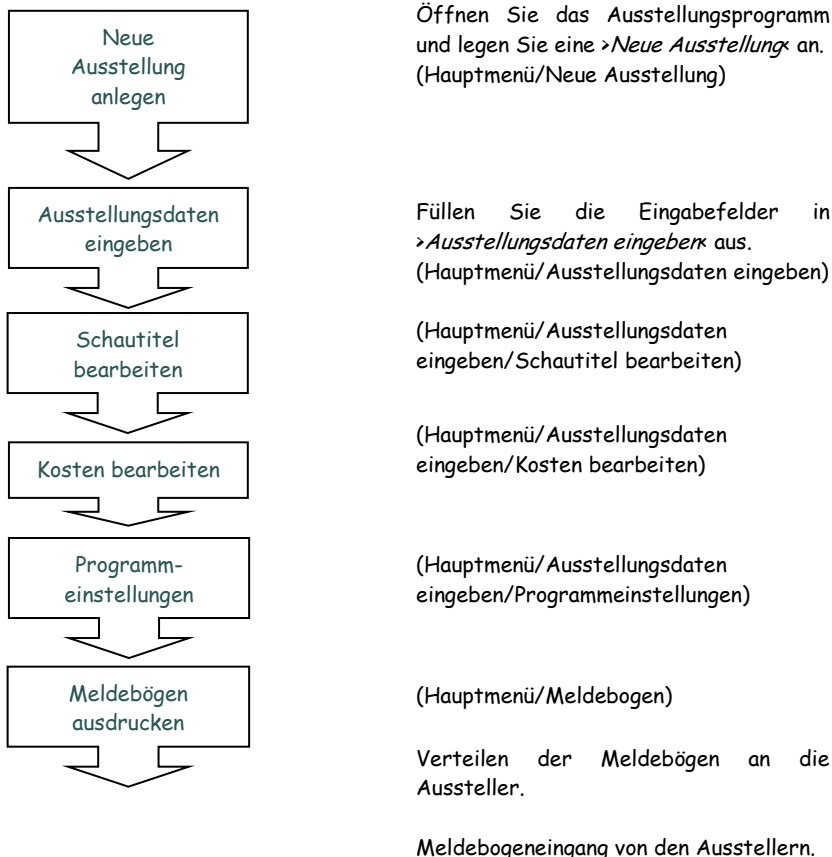 Neue
Ausstellung
anlegen
Öffnen Sie das Ausstellungsprogramm
und legen Sie eine ›Neue Ausstellung‹ an.
(Hauptmenü/Neue Ausstellung)
Ausstellungsdaten
eingeben
Füllen Sie die Eingabefelder in
›Ausstellungsdaten eingeben‹ aus.
(Hauptmenü/Ausstellungsdaten eingeben)
Schautitel
bearbeiten
(Hauptmenü/Ausstellungsdaten
eingeben/Schautitel bearbeiten)
Kosten bearbeiten
(Hauptmenü/Ausstellungsdaten
eingeben/Kosten bearbeiten)
Programm-
einstellungen
(Hauptmenü/Ausstellungsdaten
eingeben/Programmeinstellungen)
Meldebögen
ausdrucken
(Hauptmenü/Meldebogen)
Verteilen der Meldebögen an die
Aussteller.
Meldebogeneingang von den Ausstellern.